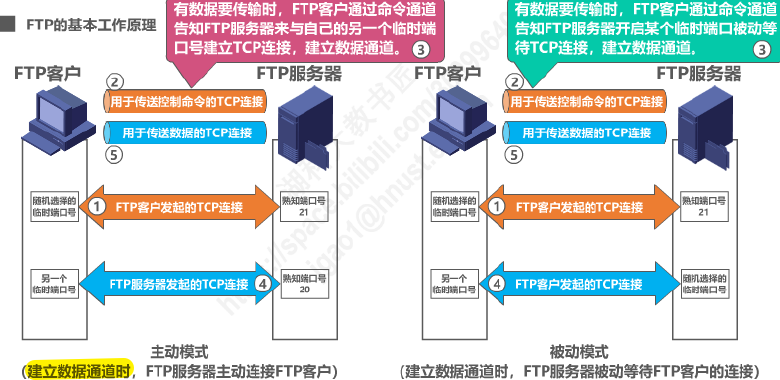 FTP的基本工作原理
有数据要传输时，FTP客户通过命令通道
告知FTP服务器来与自己的另一个临时端
口号建立TCP连接，建立数据通道。③
FTP客户
FTP服务器
②
用于传送控制命令的TCP连接
用于传送数据的TCP连接
⑤
随机选择的
临时端口号
① FTP客户发起的TCP连接
熟知端口号
21
另一个
临时端口号
FTP服务器发起的TCP连接 ④
熟知端口号
20
主动模式
(建立数据通道时，FTP服务器主动连接FTP客户)
有数据要传输时，FTP客户通过命令通道
告知FTP服务器开启某个临时端口被动等
待TCP连接，建立数据通道。③
FTP客户
FTP服务器
②
用于传送控制命令的TCP连接
用于传送数据的TCP连接
⑤
随机选择的
临时端口号
① FTP客户发起的TCP连接
熟知端口号
21
另一个
临时端口号
④ FTP客户发起的TCP连接
随机选择的
临时端口号
被动模式
(建立数据通道时，FTP服务器被动等待FTP客户的连接)